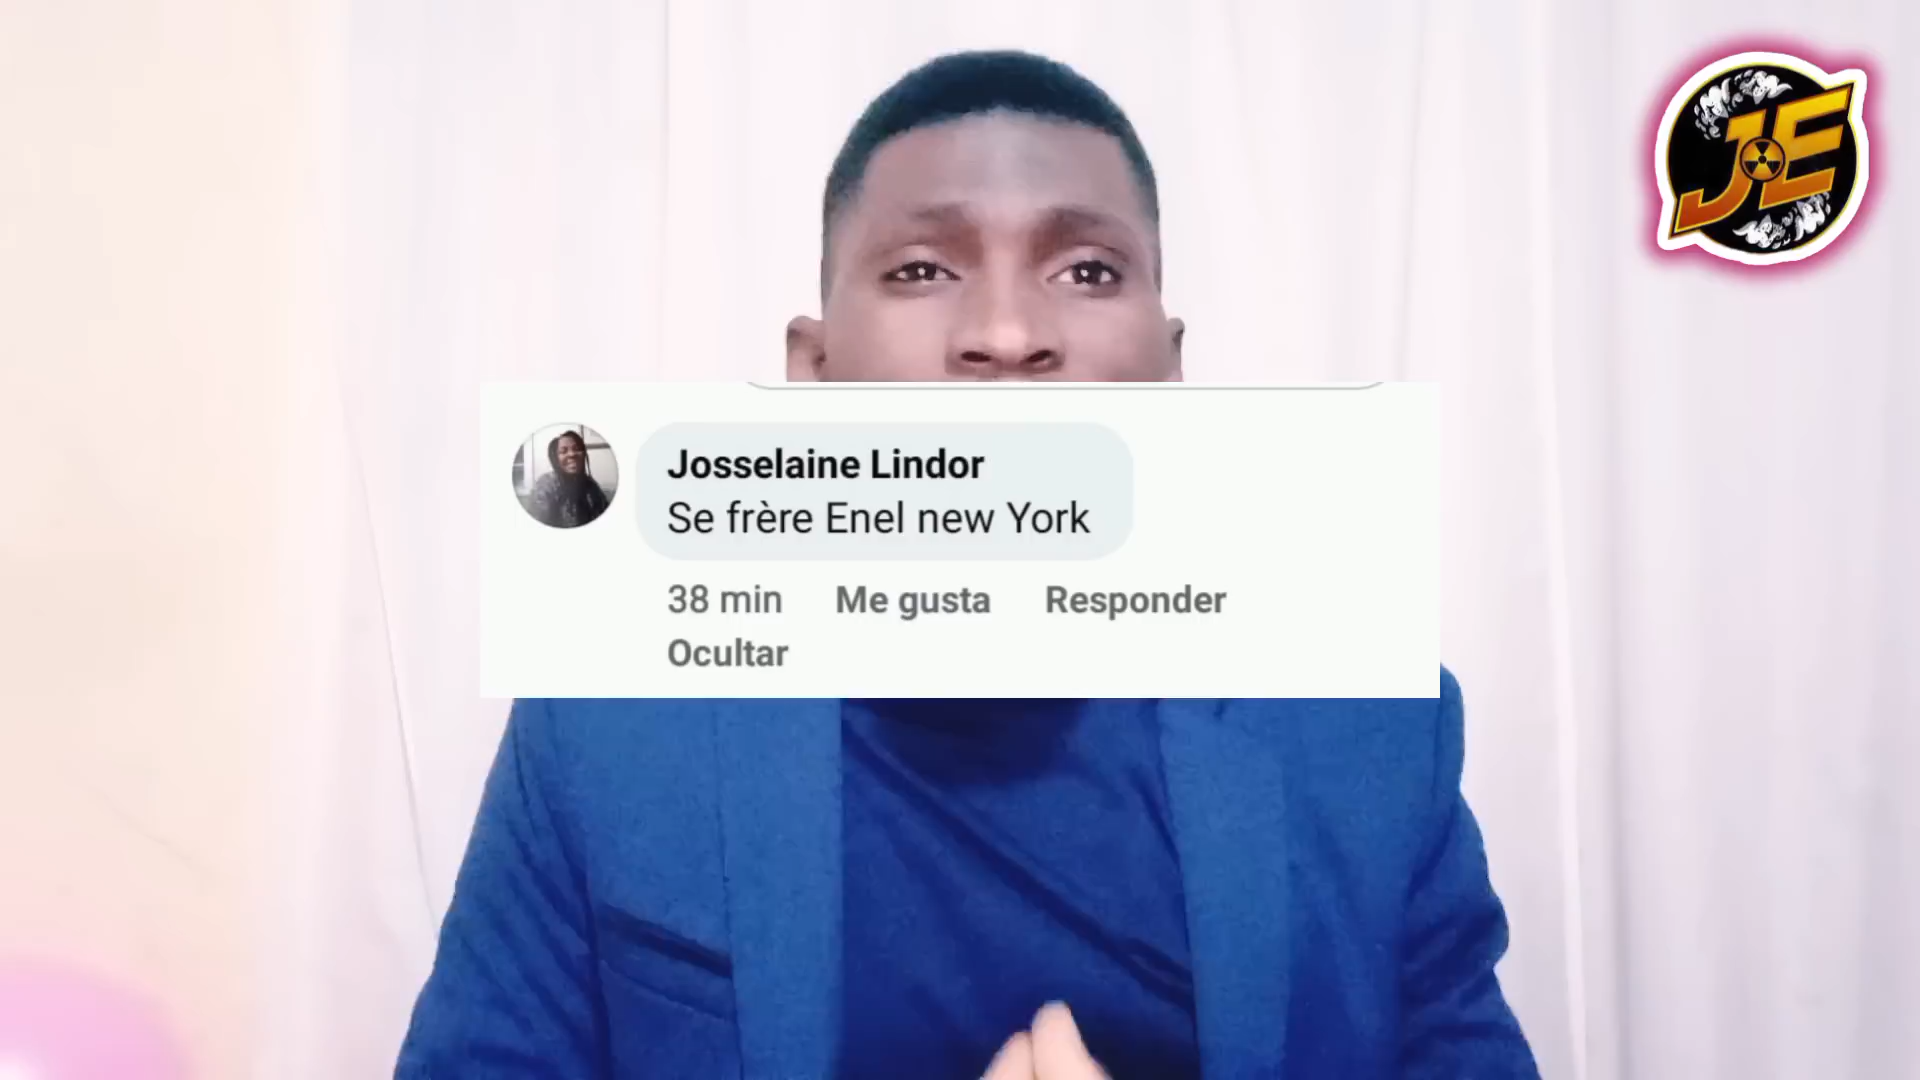 JE
Josselaine Lindor
Se frère Enel new York
38 min Me gusta Responder
Ocultar